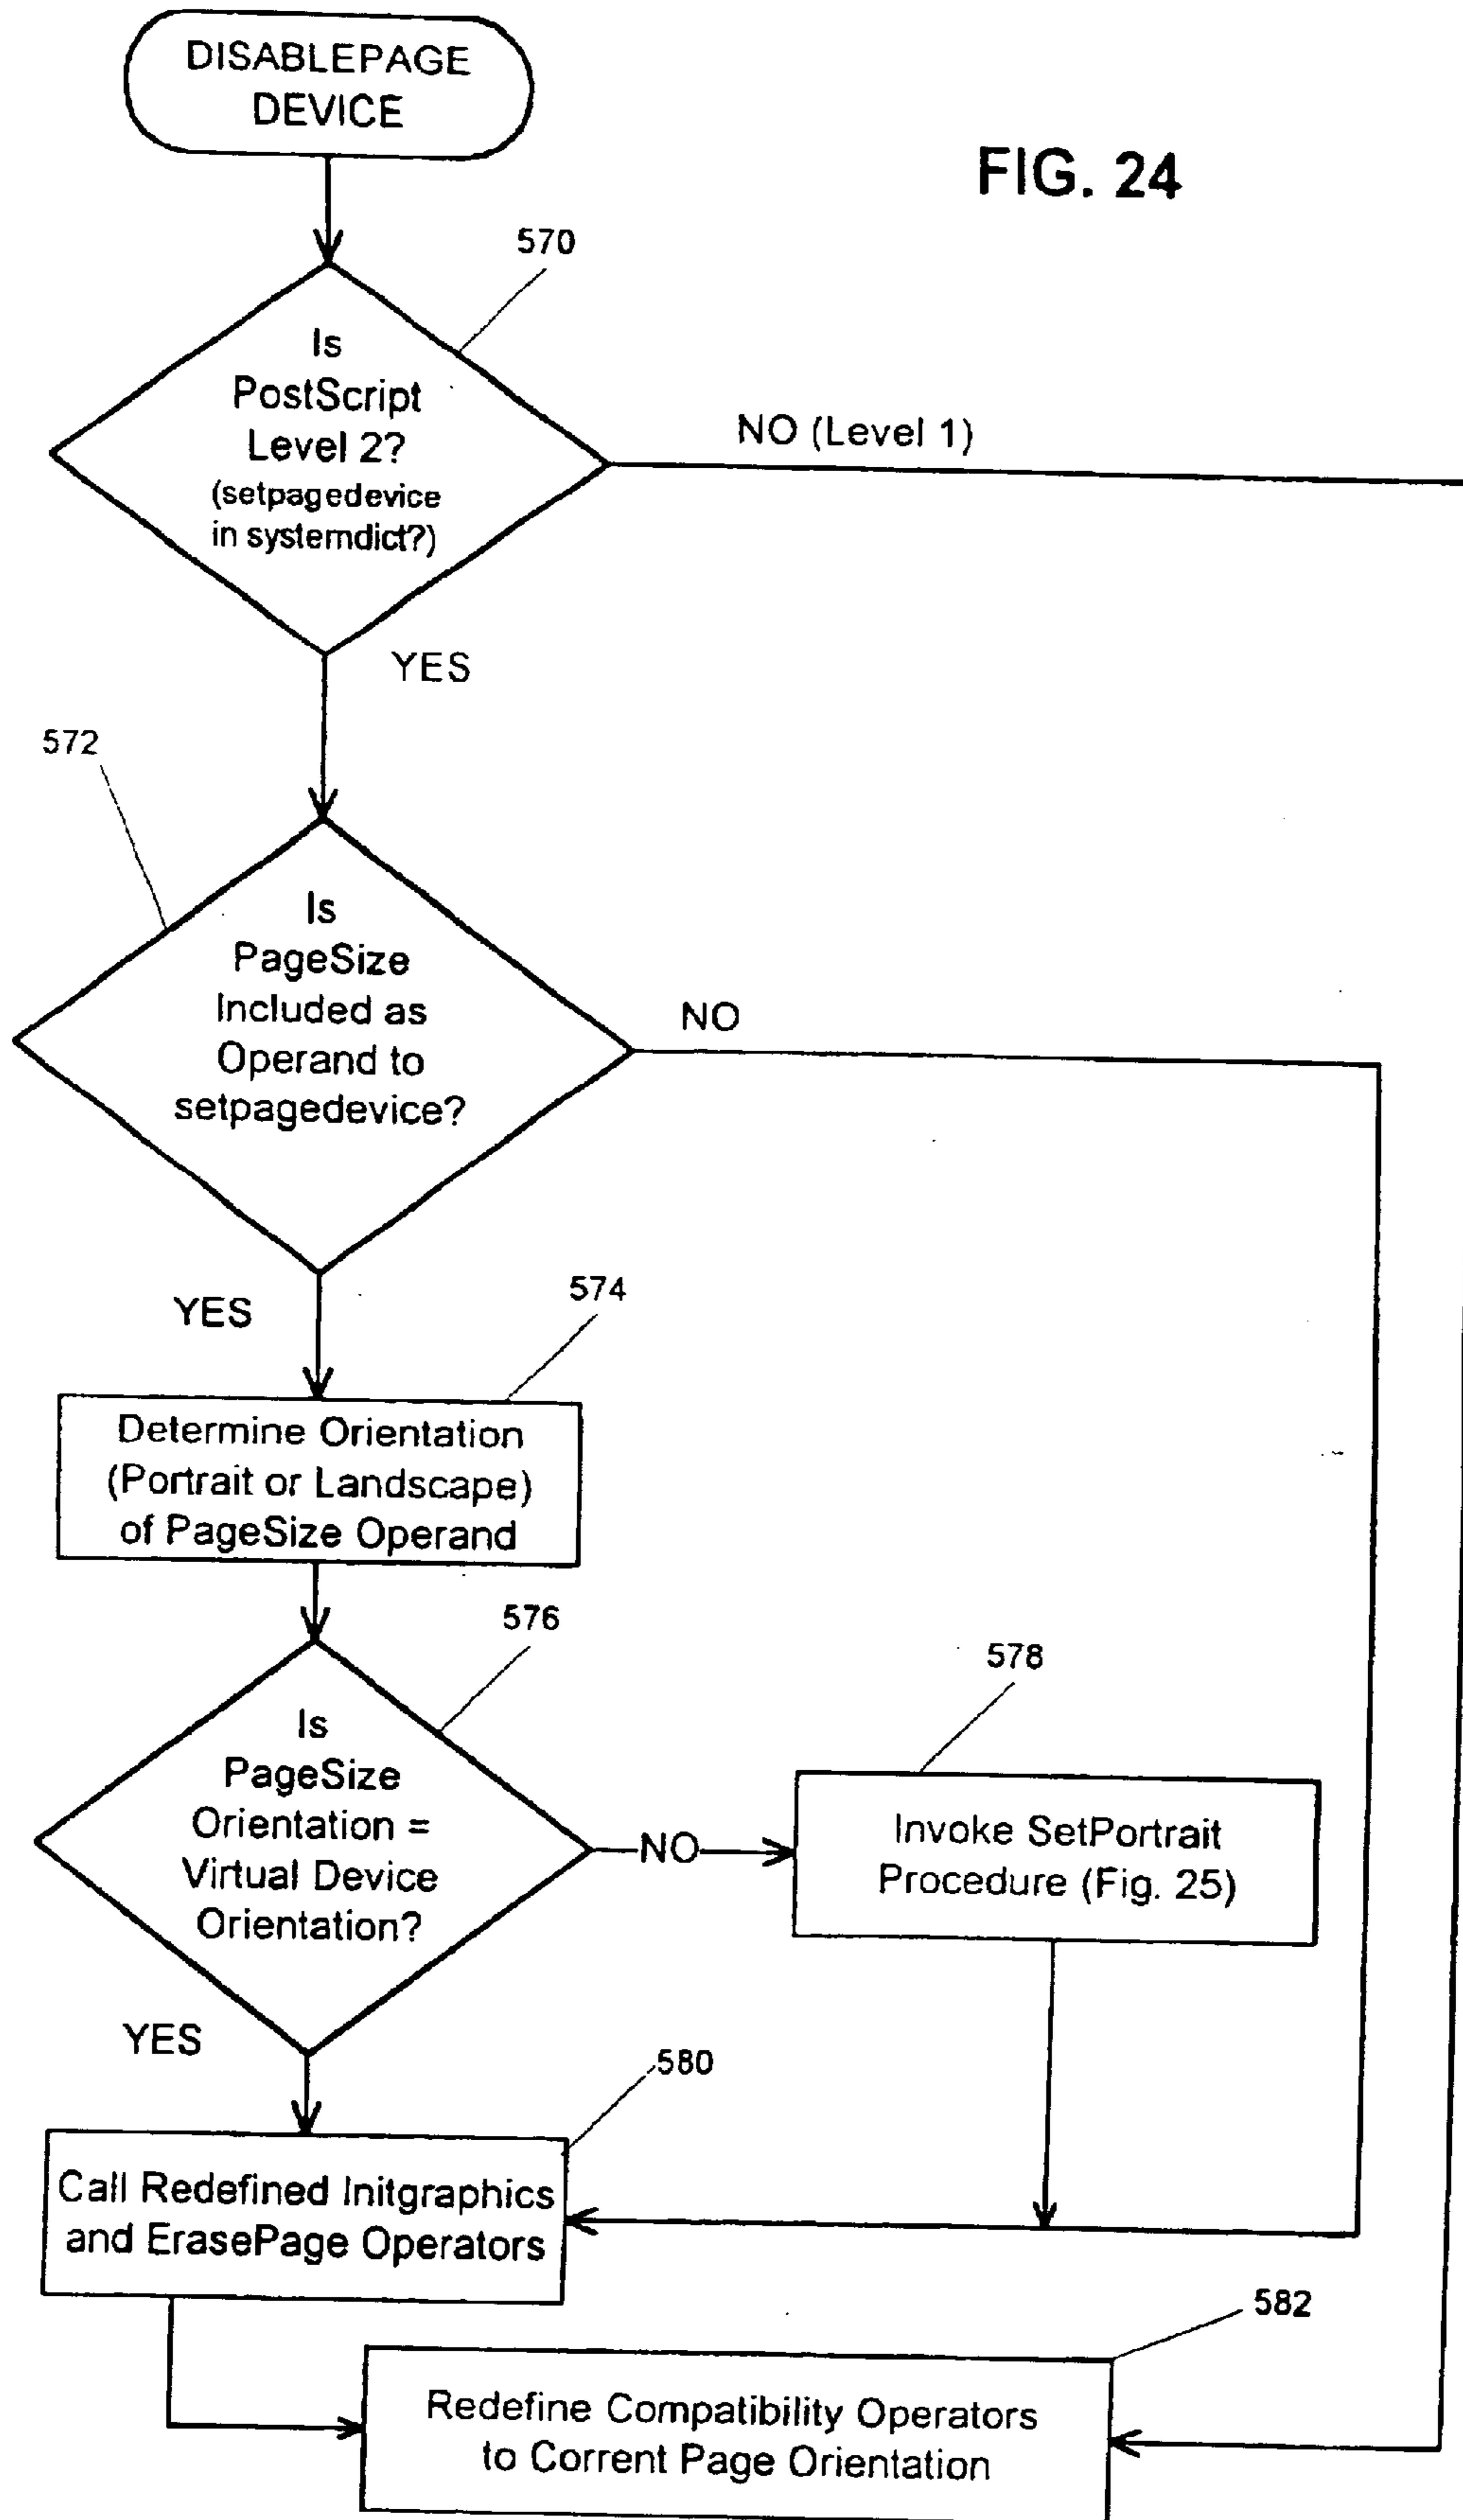 DISABLEPAGE
DEVICE
FIG. 24
570
Is
PostScript
Level 2?
(setpagedevice
in systemdict?)
NO (Level 1)
YES
572
Is
PageSize
Included as
Operand to
setpagedevice?
NO
YES
574
Determine Orientation
(Portrait or Landscape)
of PageSize Operand
576
Is
PageSize
Orientation =
Virtual Device
Orientation?
NO
578
Invoke SetPortrait
Procedure (Fig. 25)
YES
580
Call Redefined Initgraphics
and ErasePage Operators
582
Redefine Compatibility Operators
to Corrent Page Orientation